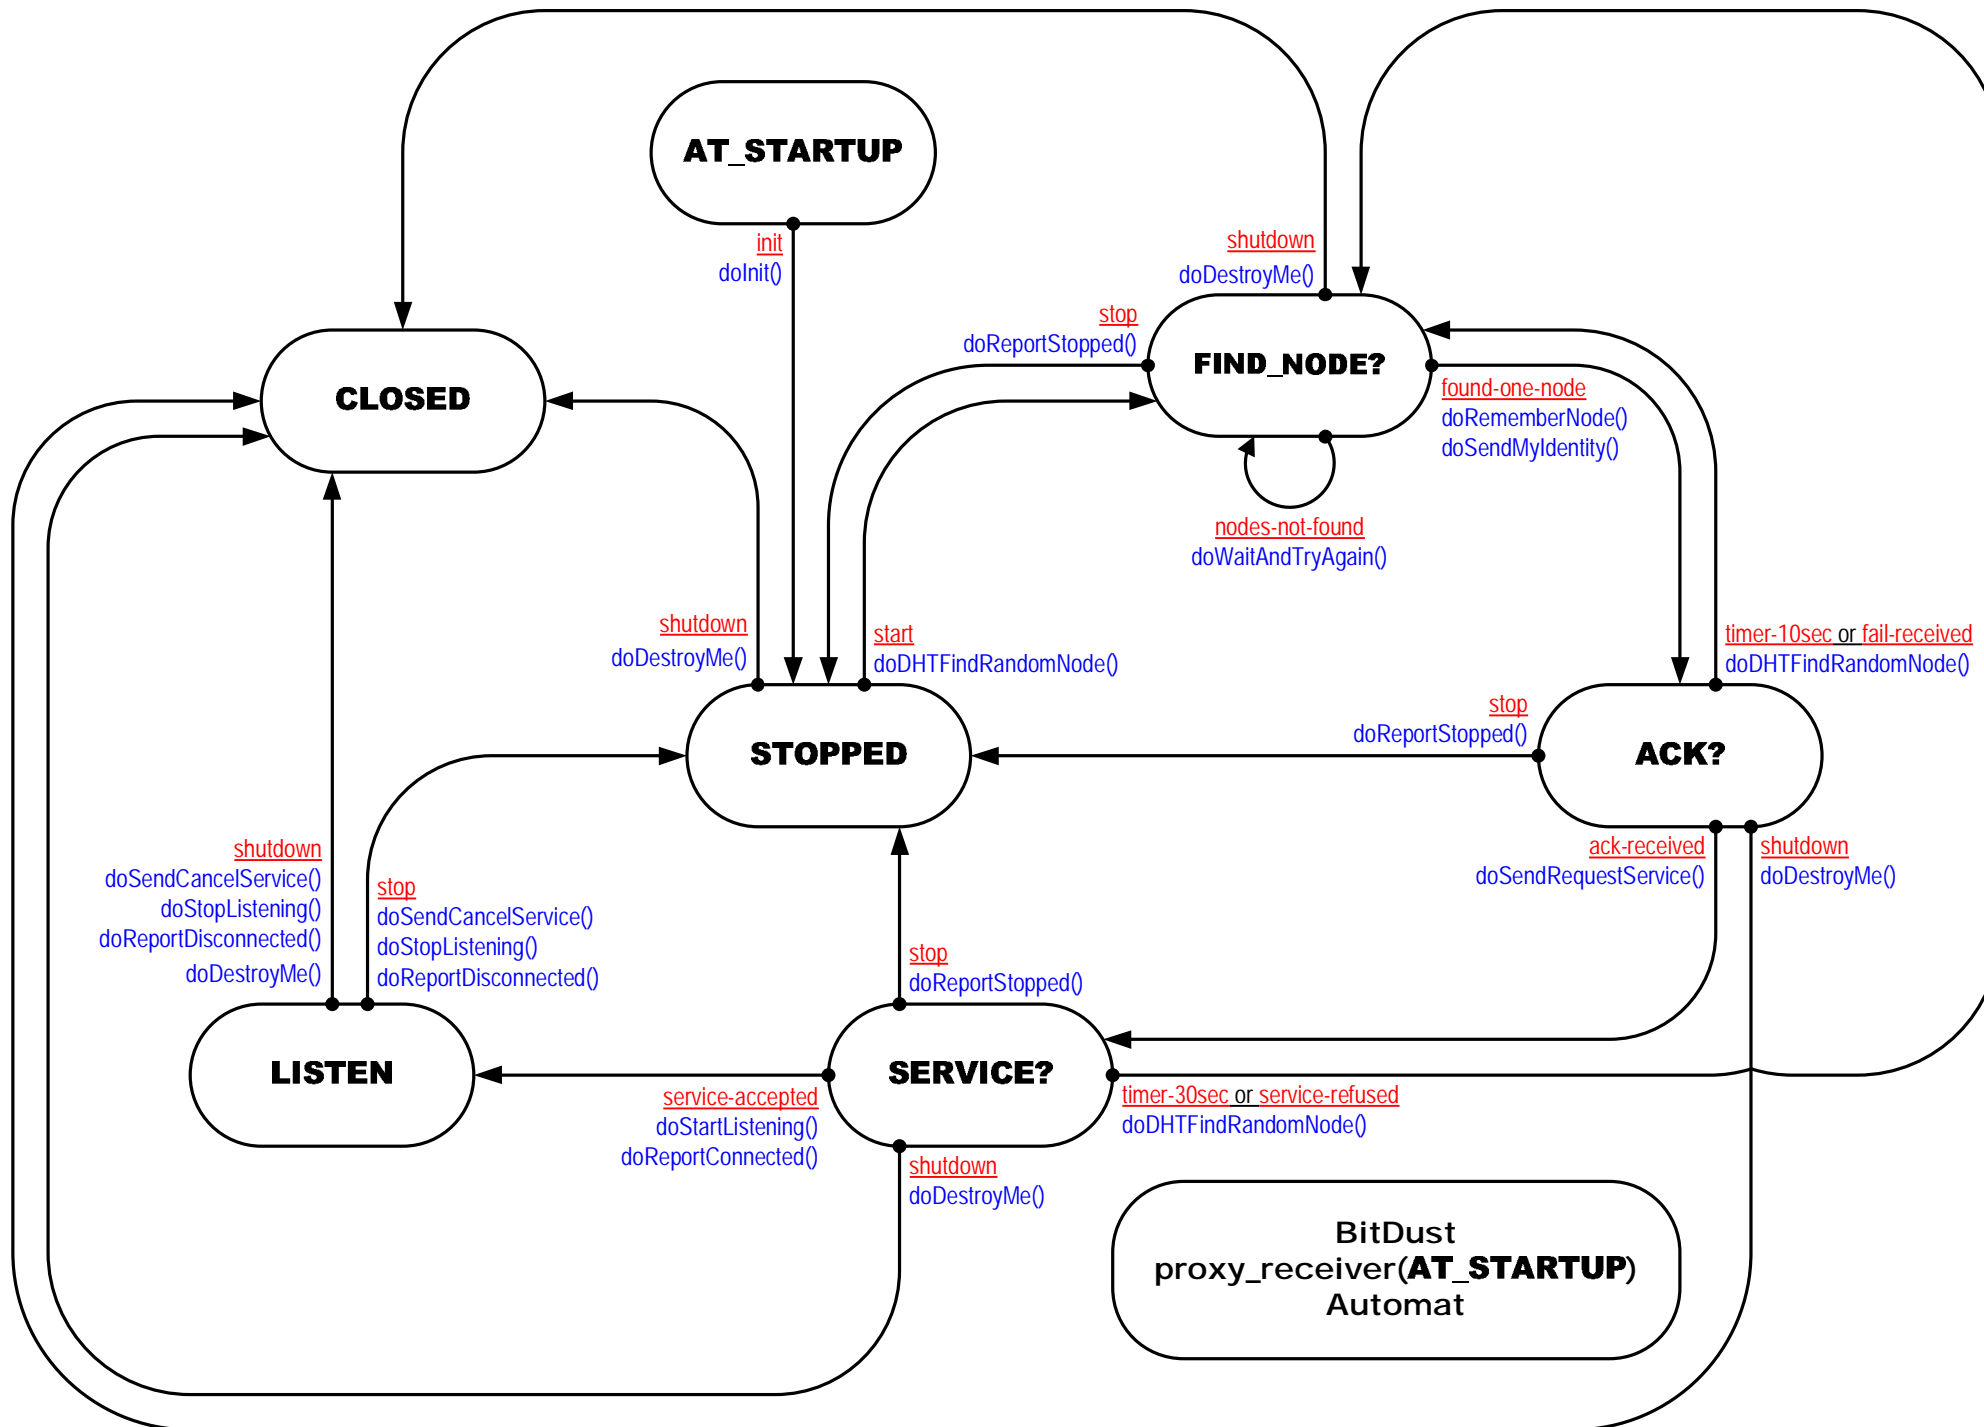 AT_STARTUP
init
doInit()
shutdown
doDestroyMe()
stop
doReportStopped()
FIND_NODE?
CLOSED
found-one-node
doRememberNode()
doSendMyIdentity()
nodes-not-found
doWaitAndTryAgain()
shutdown
doDestroyMe()
start
doDHTFindRandomNode()
timer-10sec or fail-received
doDHTFindRandomNode()
stop
doReportStopped()
STOPPED
ACK?
shutdown
doSendCancelService()
doStopListening()
doReportDisconnected()
doDestroyMe()
stop
doSendCancelService()
doStopListening()
doReportDisconnected()
ack-received
doSendRequestService()
shutdown
doDestroyMe()
stop
doReportStopped()
LISTEN
SERVICE?
service-accepted
doStartListening()
doReportConnected()
timer-30sec or service-refused
doDHTFindRandomNode()
shutdown
doDestroyMe()
BitDust
proxy_receiver(AT_STARTUP)
Automat